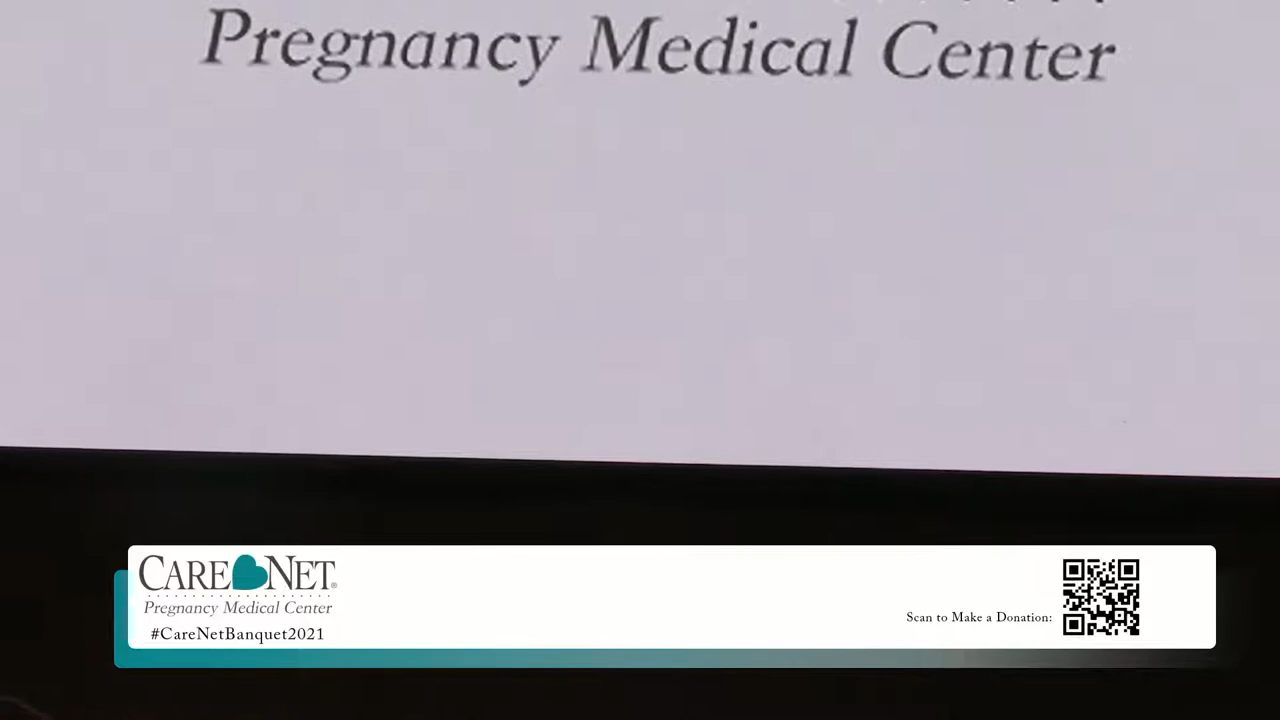 Pregnancy Medical Center
CARE NET®
Pregnancy Medical Center
#CareNetBanquet2021
Scan to Make a Donation: